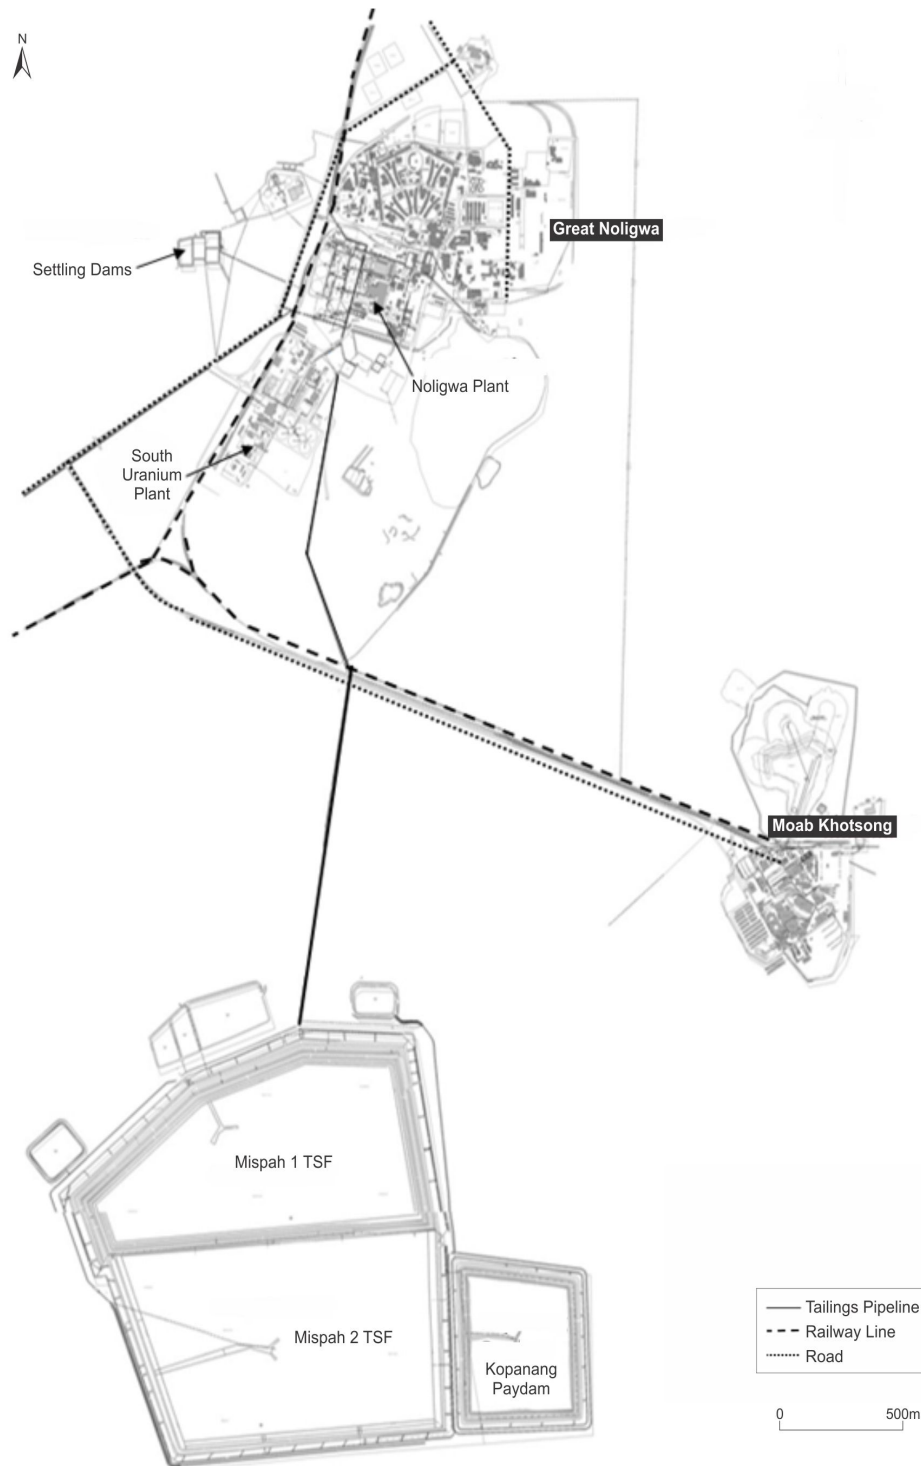 N
Great Noligwa
Settling Dams
Noligwa Plant
South
Uranium
Plant
Moab Khotsong
Mispah 1 TSF
Mispah 2 TSF
Kopanang
Paydam
Tailings Pipeline
Railway Line
Road
0 500m